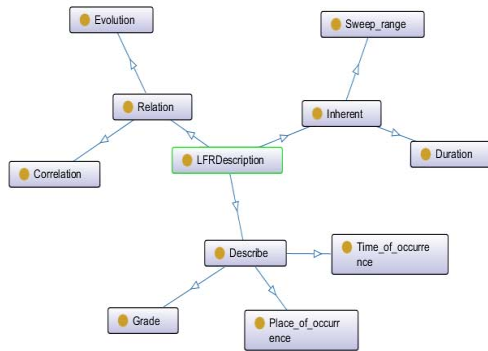 Evolution
Sweep_range
Relation
Inherent
Correlation
LFRDescription
Duration
Describe
Time_of_occurre
nce
Grade
Place_of_occurr
ence